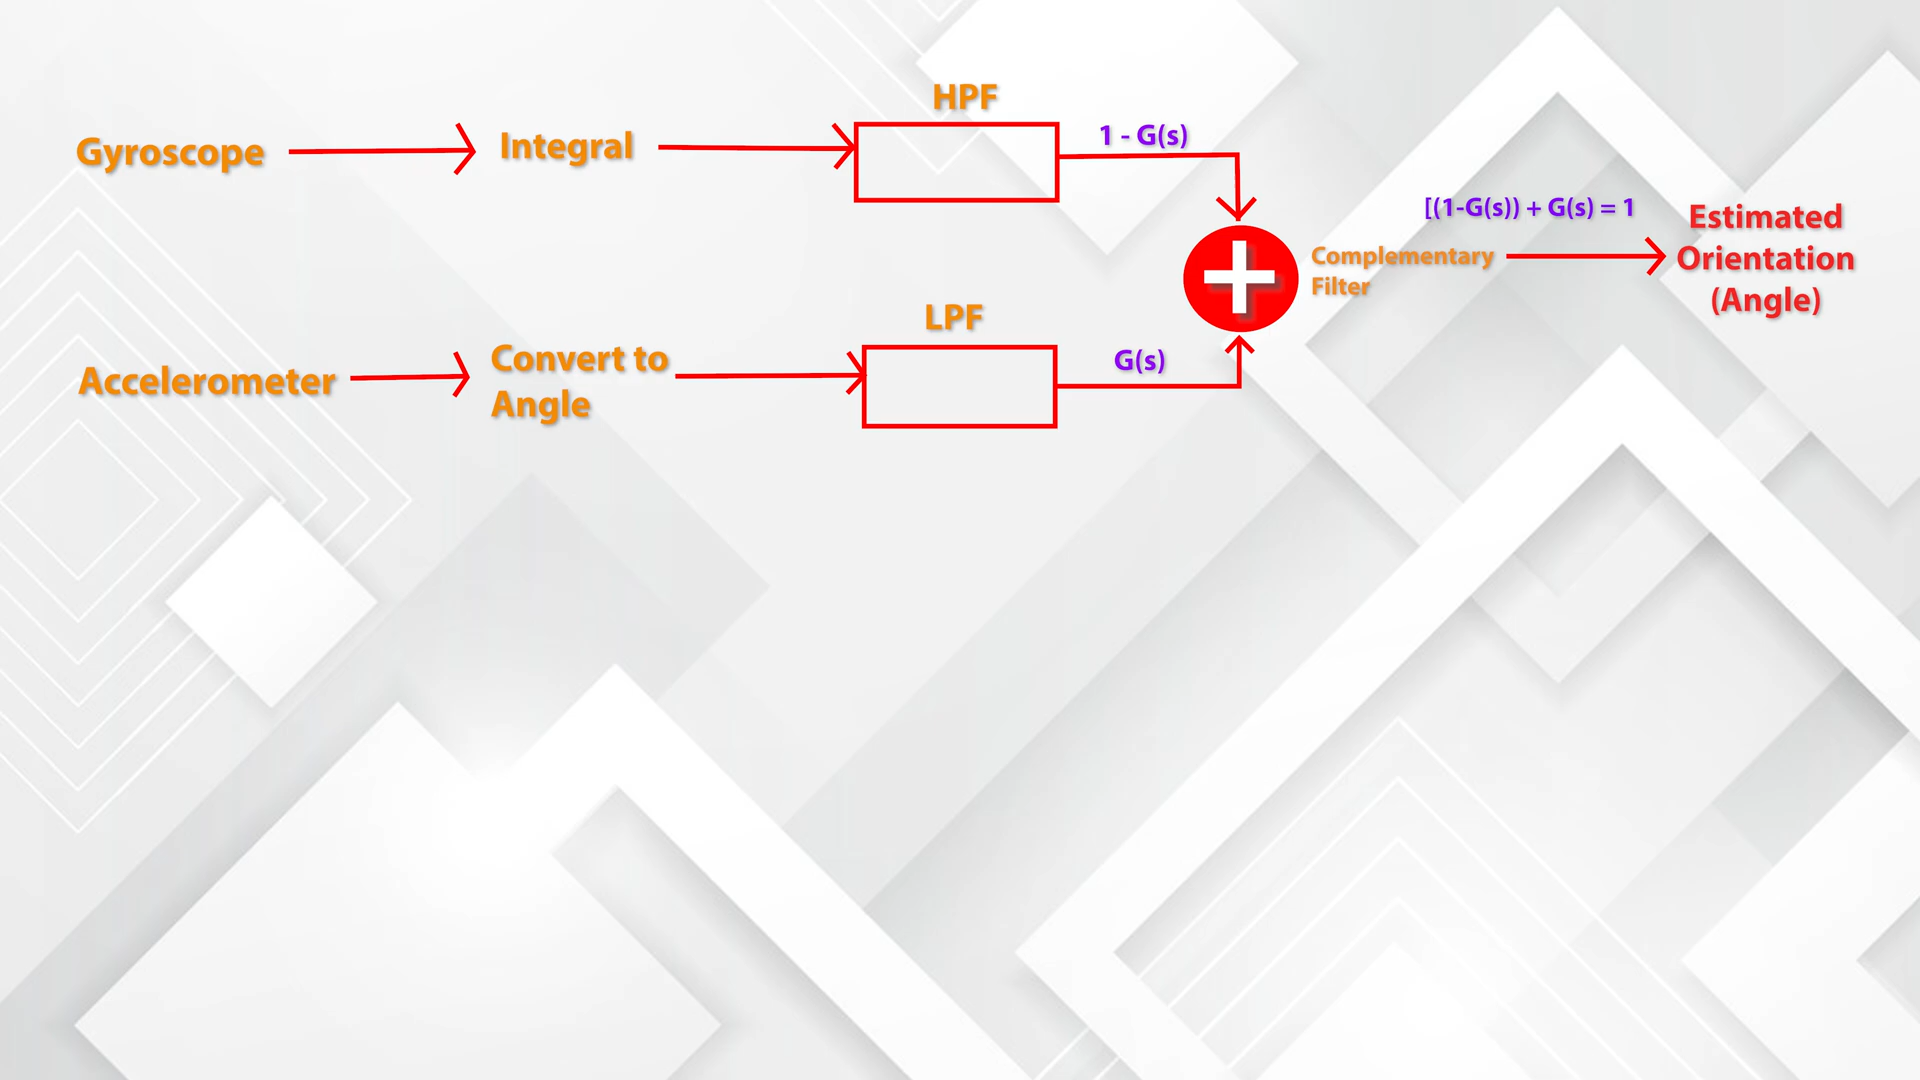 HPF
Gyroscope
Integral
1 - G(s)
[(1-G(s)) + G(s) = 1
Complementary
Filter
Estimated
Orientation
(Angle)
LPF
Accelerometer
Convert to
Angle
G(s)